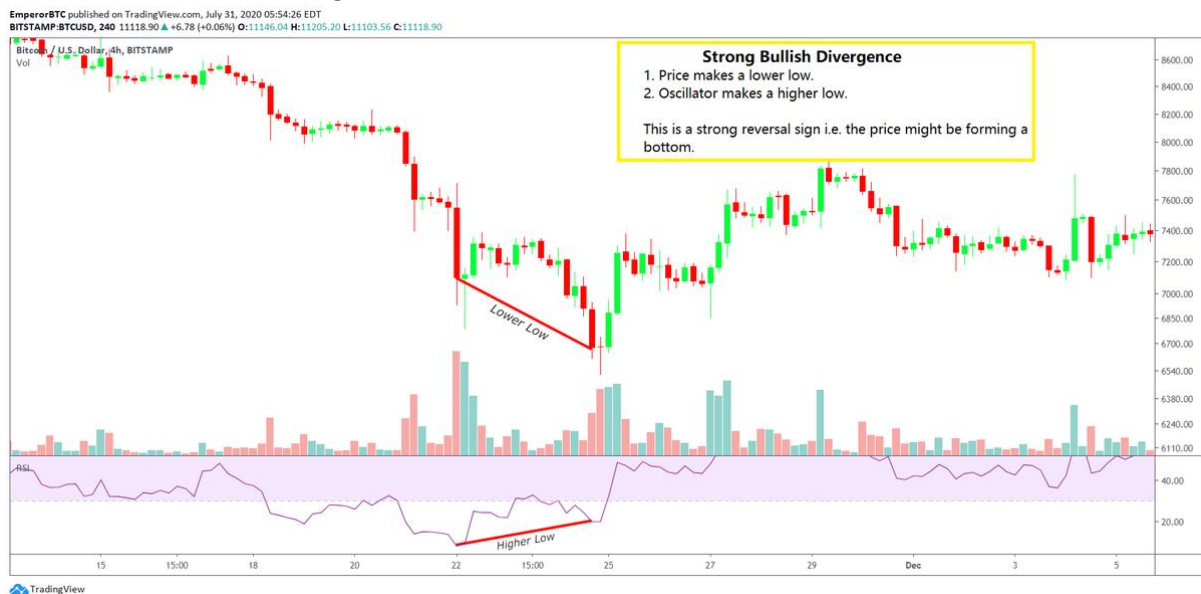 EmperorBTC published on TradingView.com, July 31, 2020 05:54:26 EDT
BITSTAMP:BTCUSD, 240 11118.90 ▲ +6.78 (+0.06%) O:11146.04 H:11205.20 L:11103.56 C:11118.90
Bitcoin / U.S. Dollar, 4h, BITSTAMP
Vol
Strong Bullish Divergence
1. Price makes a lower low.
2. Oscillator makes a higher low.
This is a strong reversal sign i.e. the price might be forming a
bottom.
8600.00
8400.00
8200.00
8000.00
7800.00
7600.00
7400.00
7200.00
7000.00
6850.00
6700.00
6540.00
6380.00
6240.00
6110.00
Lower Low
RSI
40.00
20.00
Higher Low
15 15:00 18 20 22 15:00 25 27 29 Dec 3 5
TradingView